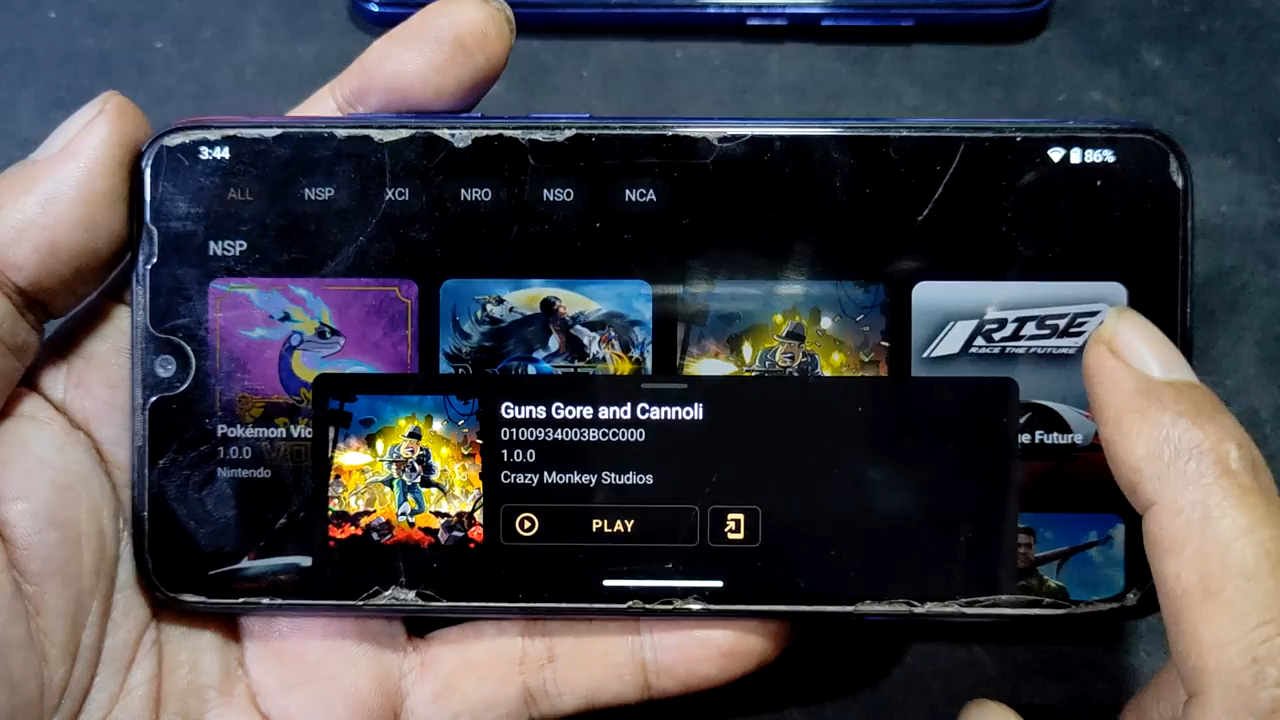 3:44
86%
ALL NSP XCI NRO NSO NCA
NSP
RISE
RACE THE FUTURE
Pokémon Vio
1.0.0
Nintendo
Guns Gore and Cannoli
0100934003BCC000
1.0.0
Crazy Monkey Studios
PLAY
e Future